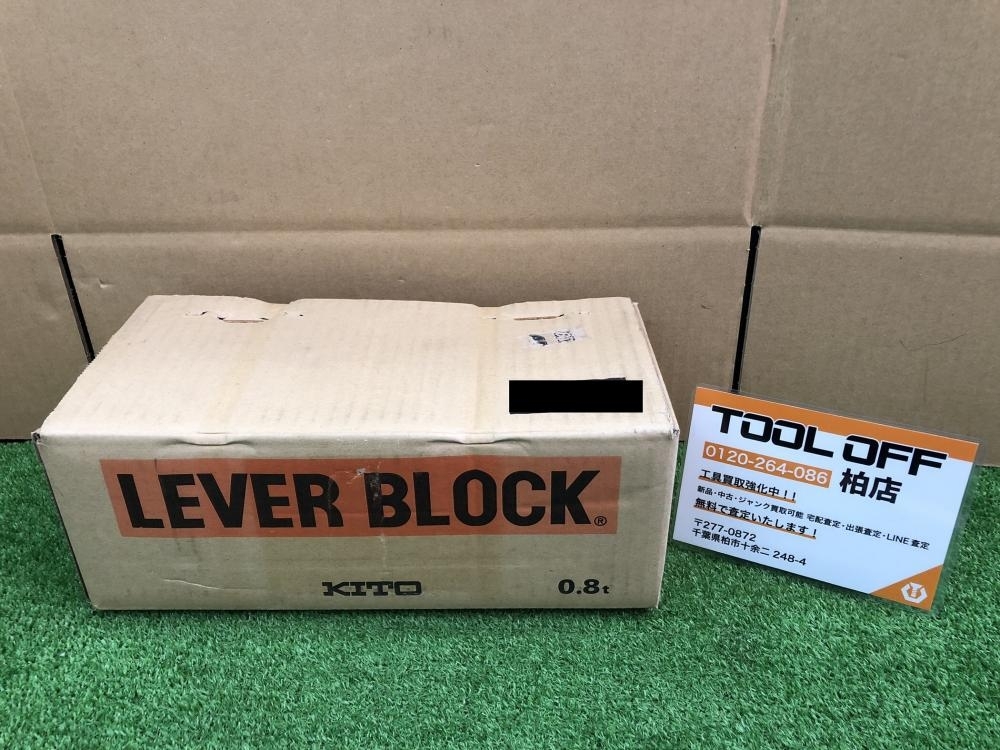 LEVER BLOCK®
KITO
0.8t
TOOL OFF
0120-264-086
柏店
工具買取強化中！！
新品・中古・ジャンク買取可能 宅配査定・出張査定・LINE査定
無料で査定いたします！
〒277-0872
千葉県柏市十余二 248-4